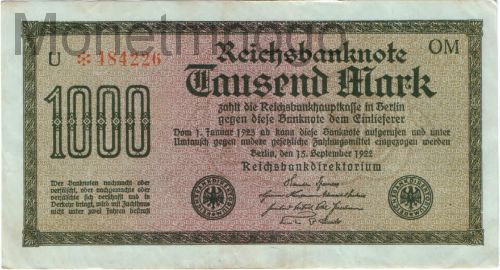 Monetmingo
U ※ 484226
Reichsbanknote OM
Tausend Mark
1000
zahlt die Reichsbankhauptkasse in Berlin
gegen diese Banknote dem Einlieferer
Vom 1. Januar 1923 ab kann diese Banknote aufgerufen und unter
Umtausch gegen andere gesetzliche Zahlungsmittel eingezogen werden
Berlin, den 15. September 1922
Reichsbankdirektorium
Wer Banknoten nachmacht oder
verfälscht, oder nachgemachte oder
verfälschte sich verschafft und in
Verkehr bringt, wird mit Zuchthaus
nicht unter zwei Jahren bestraft